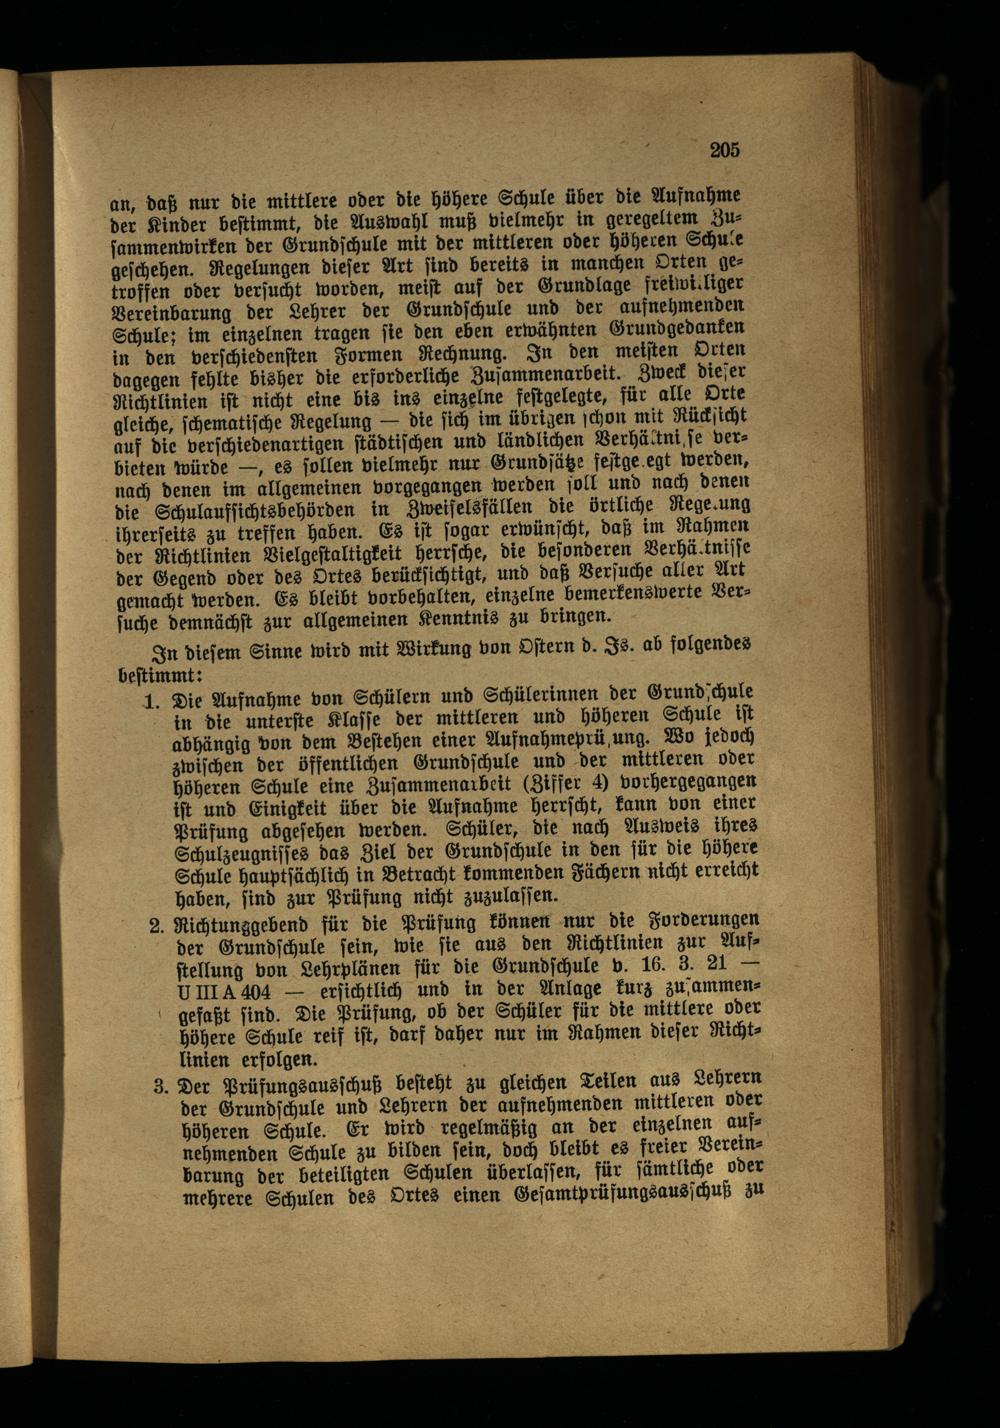 205
an, daß nur die mittlere oder die höhere Schule über die Aufnahme
der Kinder bestimmt, die Auswahl muß vielmehr in geregeltem Zu-
sammenwirken der Grundschule mit der mittleren oder höheren Schule
geschehen. Regelungen dieser Art sind bereits in manchen Orten ge-
troffen oder versucht worden, meist auf der Grundlage freiwilliger
Vereinbarung der Lehrer der Grundschule und der aufnehmenden
Schule; im einzelnen tragen sie den eben erwähnten Grundgedanken
in den verschiedensten Formen Rechnung. In den meisten Orten
dagegen fehlte bisher die erforderliche Zusammenarbeit. Zweck dieser
Richtlinien ist nicht eine bis ins einzelne festgelegte, für alle Orte
gleiche, schematische Regelung — die sich im übrigen schon mit Rücksicht
auf die verschiedenartigen städtischen und ländlichen Verhältnisse ver-
bieten würde —, es sollen vielmehr nur Grundsätze festgelegt werden,
nach denen im allgemeinen vorgegangen werden soll und nach denen
die Schulaufsichtsbehörden in Zweifelsfällen die örtliche Regelung
ihrerseits zu treffen haben. Es ist sogar erwünscht, daß im Rahmen
der Richtlinien Vielgestaltigkeit herrsche, die besonderen Verhältnisse
der Gegend oder des Ortes berücksichtigt, und daß Versuche aller Art
gemacht werden. Es bleibt vorbehalten, einzelne bemerkenswerte Ver-
suche demnächst zur allgemeinen Kenntnis zu bringen.
In diesem Sinne wird mit Wirkung von Ostern d. Js. ab folgendes
bestimmt:
1. Die Aufnahme von Schülern und Schülerinnen der Grundschule
in die unterste Klasse der mittleren und höheren Schule ist
abhängig von dem Bestehen einer Aufnahmeprüfung. Wo jedoch
zwischen der öffentlichen Grundschule und der mittleren oder
höheren Schule eine Zusammenarbeit (Ziffer 4) vorhergegangen
ist und Einigkeit über die Aufnahme herrscht, kann von einer
Prüfung abgesehen werden. Schüler, die nach Ausweis ihres
Schulzeugnisses das Ziel der Grundschule in den für die höhere
Schule hauptsächlich in Betracht kommenden Fächern nicht erreicht
haben, sind zur Prüfung nicht zuzulassen.
2. Richtunggebend für die Prüfung können nur die Forderungen
der Grundschule sein, wie sie aus den Richtlinien zur Auf-
stellung von Lehrplänen für die Grundschule v. 16. 3. 21 —
U III A 404 — ersichtlich und in der Anlage kurz zusammen-
gefaßt sind. Die Prüfung, ob der Schüler für die mittlere oder
höhere Schule reif ist, darf daher nur im Rahmen dieser Richt-
linien erfolgen.
3. Der Prüfungsausschuß besteht zu gleichen Teilen aus Lehrern
der Grundschule und Lehrern der aufnehmenden mittleren oder
höheren Schule. Er wird regelmäßig an der einzelnen auf-
nehmenden Schule zu bilden sein, doch bleibt es freier Verein-
barung der beteiligten Schulen überlassen, für sämtliche oder
mehrere Schulen des Ortes einen Gesamtprüfungsausschuß zu